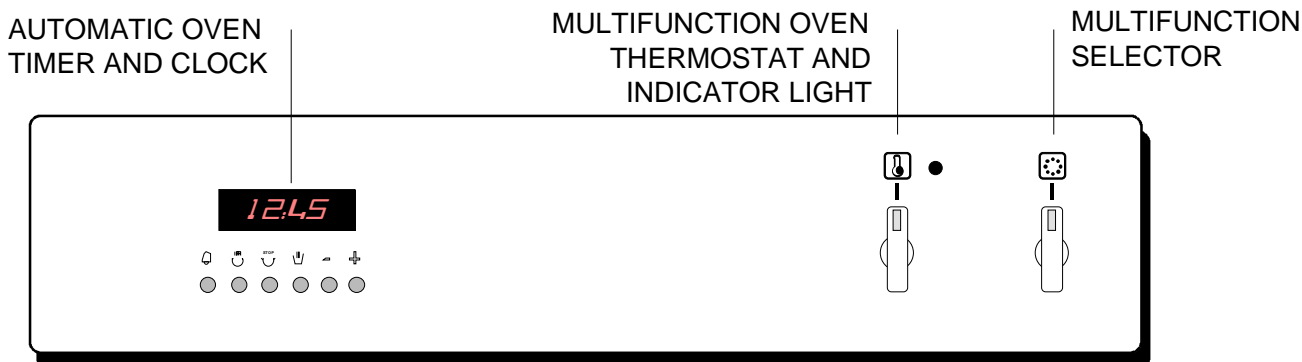 AUTOMATIC OVEN
TIMER AND CLOCK
MULTIFUNCTION OVEN
THERMOSTAT AND
INDICATOR LIGHT
MULTIFUNCTION
SELECTOR
12:45
STOP